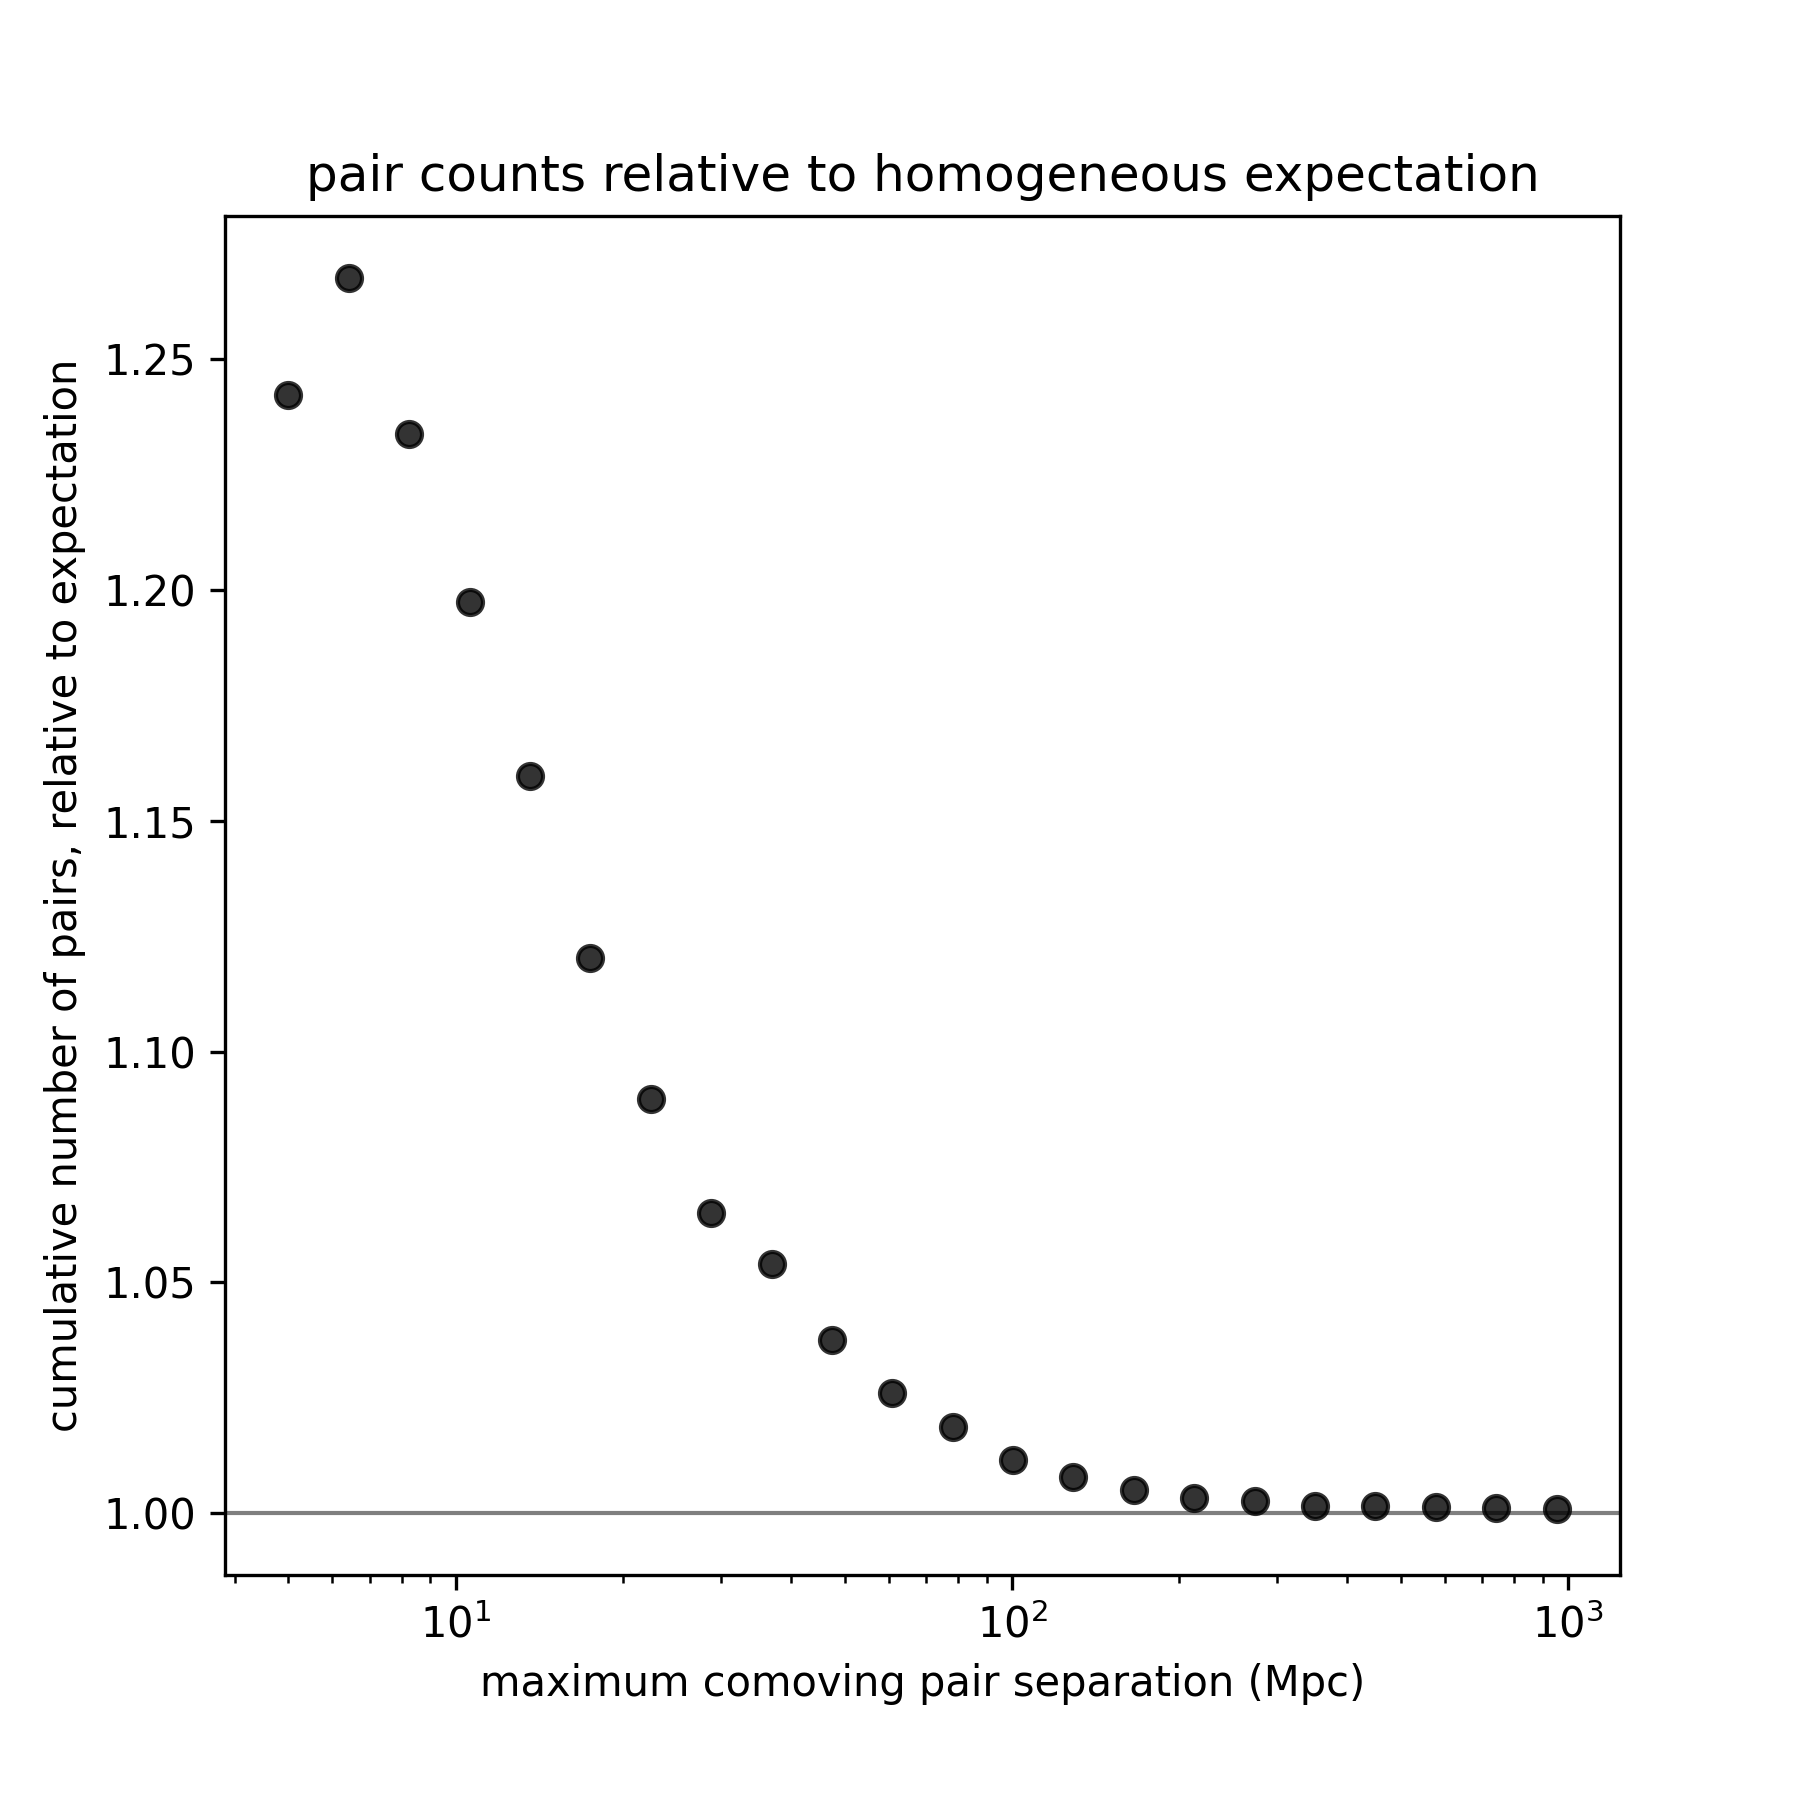 pair counts relative to homogeneous expectation
cumulative number of pairs, relative to expectation
1.25
1.20
1.15
1.10
1.05
1.00
10¹ 10² 10³
maximum comoving pair separation (Mpc)